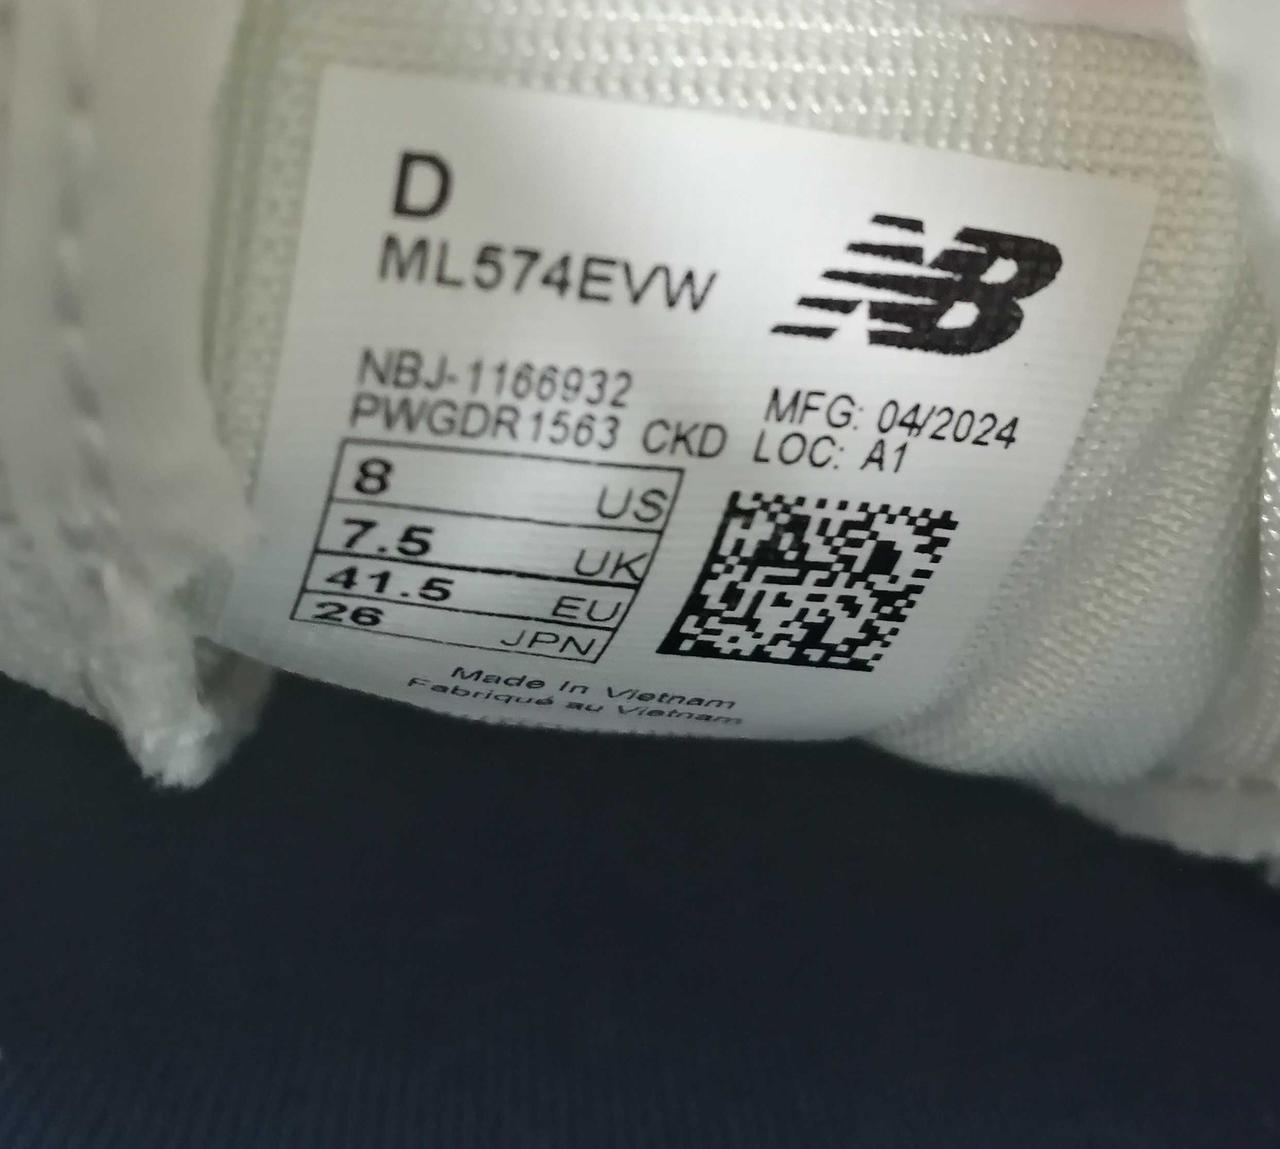 D
ML574EVW
NB
NBJ-1166932
PWGDR1563 CKD
MFG: 04/2024
LOC: A1
8 US
7.5 UK
41.5 EU
26 JPN
Made In Vietnam
Fabriqué au Vietnam